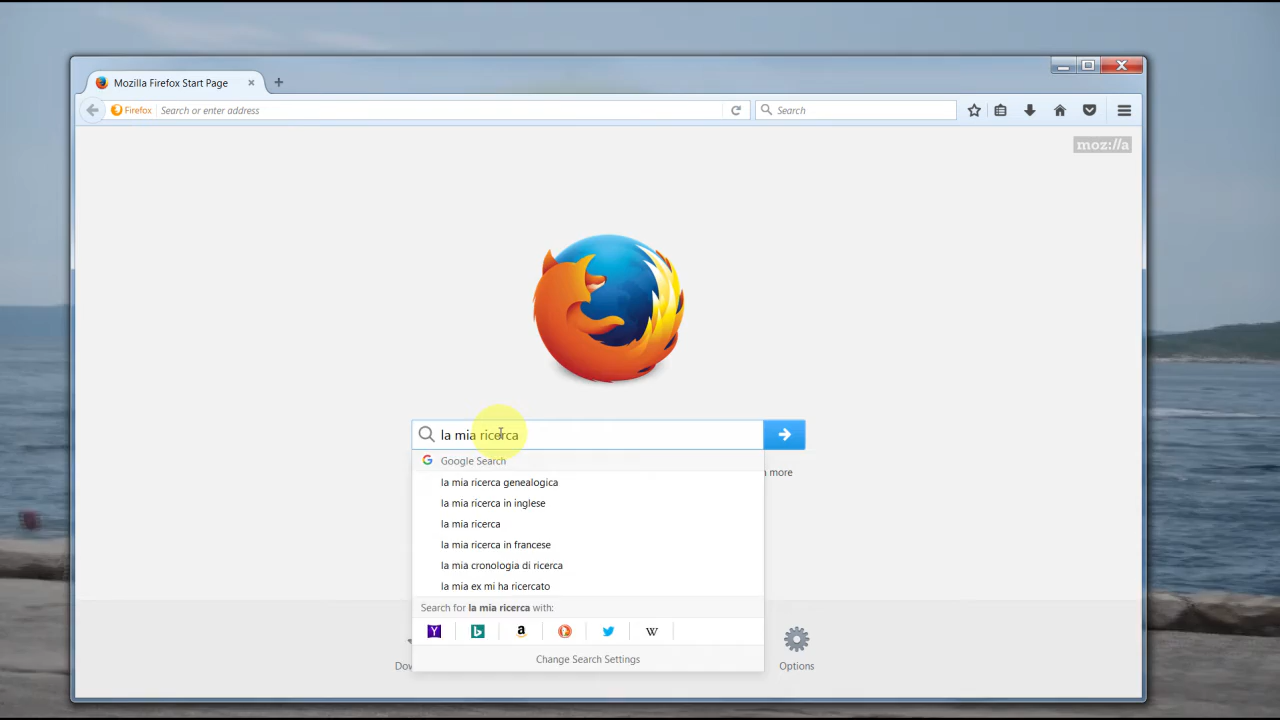 Mozilla Firefox Start Page
Firefox Search or enter address
Search
moz://a
la mia ricerca
Google Search
la mia ricerca genealogica
la mia ricerca in inglese
la mia ricerca
la mia ricerca in francese
la mia cronologia di ricerca
la mia ex mi ha ricercato
Search for la mia ricerca with:
Change Search Settings
more
Options